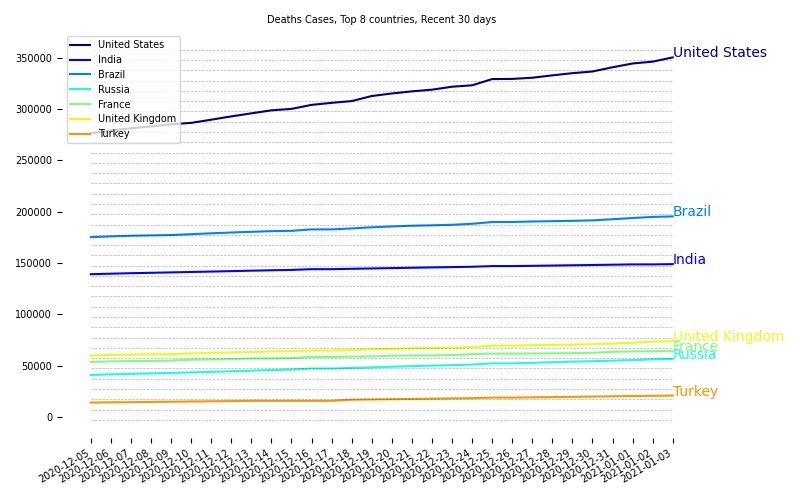 Deaths Cases, Top 8 countries, Recent 30 days
United States
India
Brazil
Russia
France
United Kingdom
Turkey
350000
300000
250000
200000
150000
100000
50000
0
United States
Brazil
India
United Kingdom
France
Russia
Turkey
2020-12-05
2020-12-06
2020-12-07
2020-12-08
2020-12-09
2020-12-10
2020-12-11
2020-12-12
2020-12-13
2020-12-14
2020-12-15
2020-12-16
2020-12-17
2020-12-18
2020-12-19
2020-12-20
2020-12-21
2020-12-22
2020-12-23
2020-12-24
2020-12-25
2020-12-26
2020-12-27
2020-12-28
2020-12-29
2020-12-30
2020-12-31
2021-01-01
2021-01-02
2021-01-03